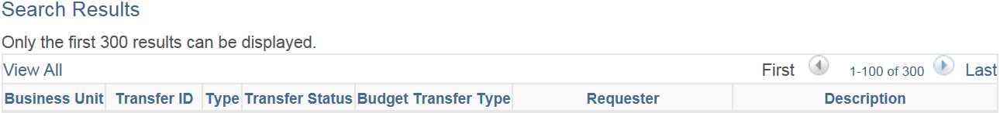 Search Results
Only the first 300 results can be displayed.
View All First 1-100 of 300 Last
Business Unit Transfer ID Type Transfer Status Budget Transfer Type Requester Description